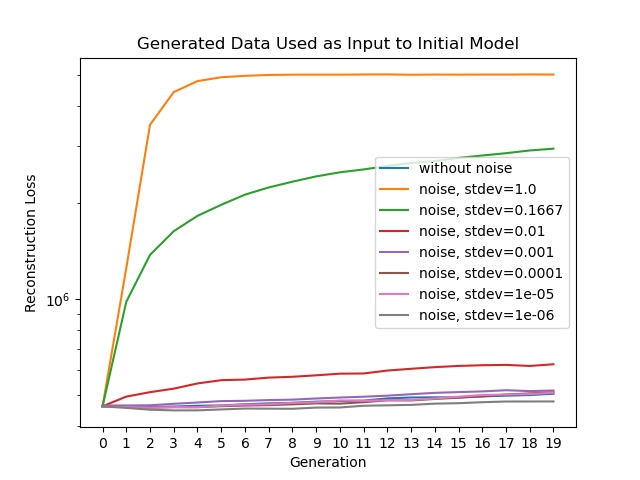 Generated Data Used as Input to Initial Model
Reconstruction Loss
10^6
without noise
noise, stdev=1.0
noise, stdev=0.1667
noise, stdev=0.01
noise, stdev=0.001
noise, stdev=0.0001
noise, stdev=1e-05
noise, stdev=1e-06
0 1 2 3 4 5 6 7 8 9 10 11 12 13 14 15 16 17 18 19
Generation